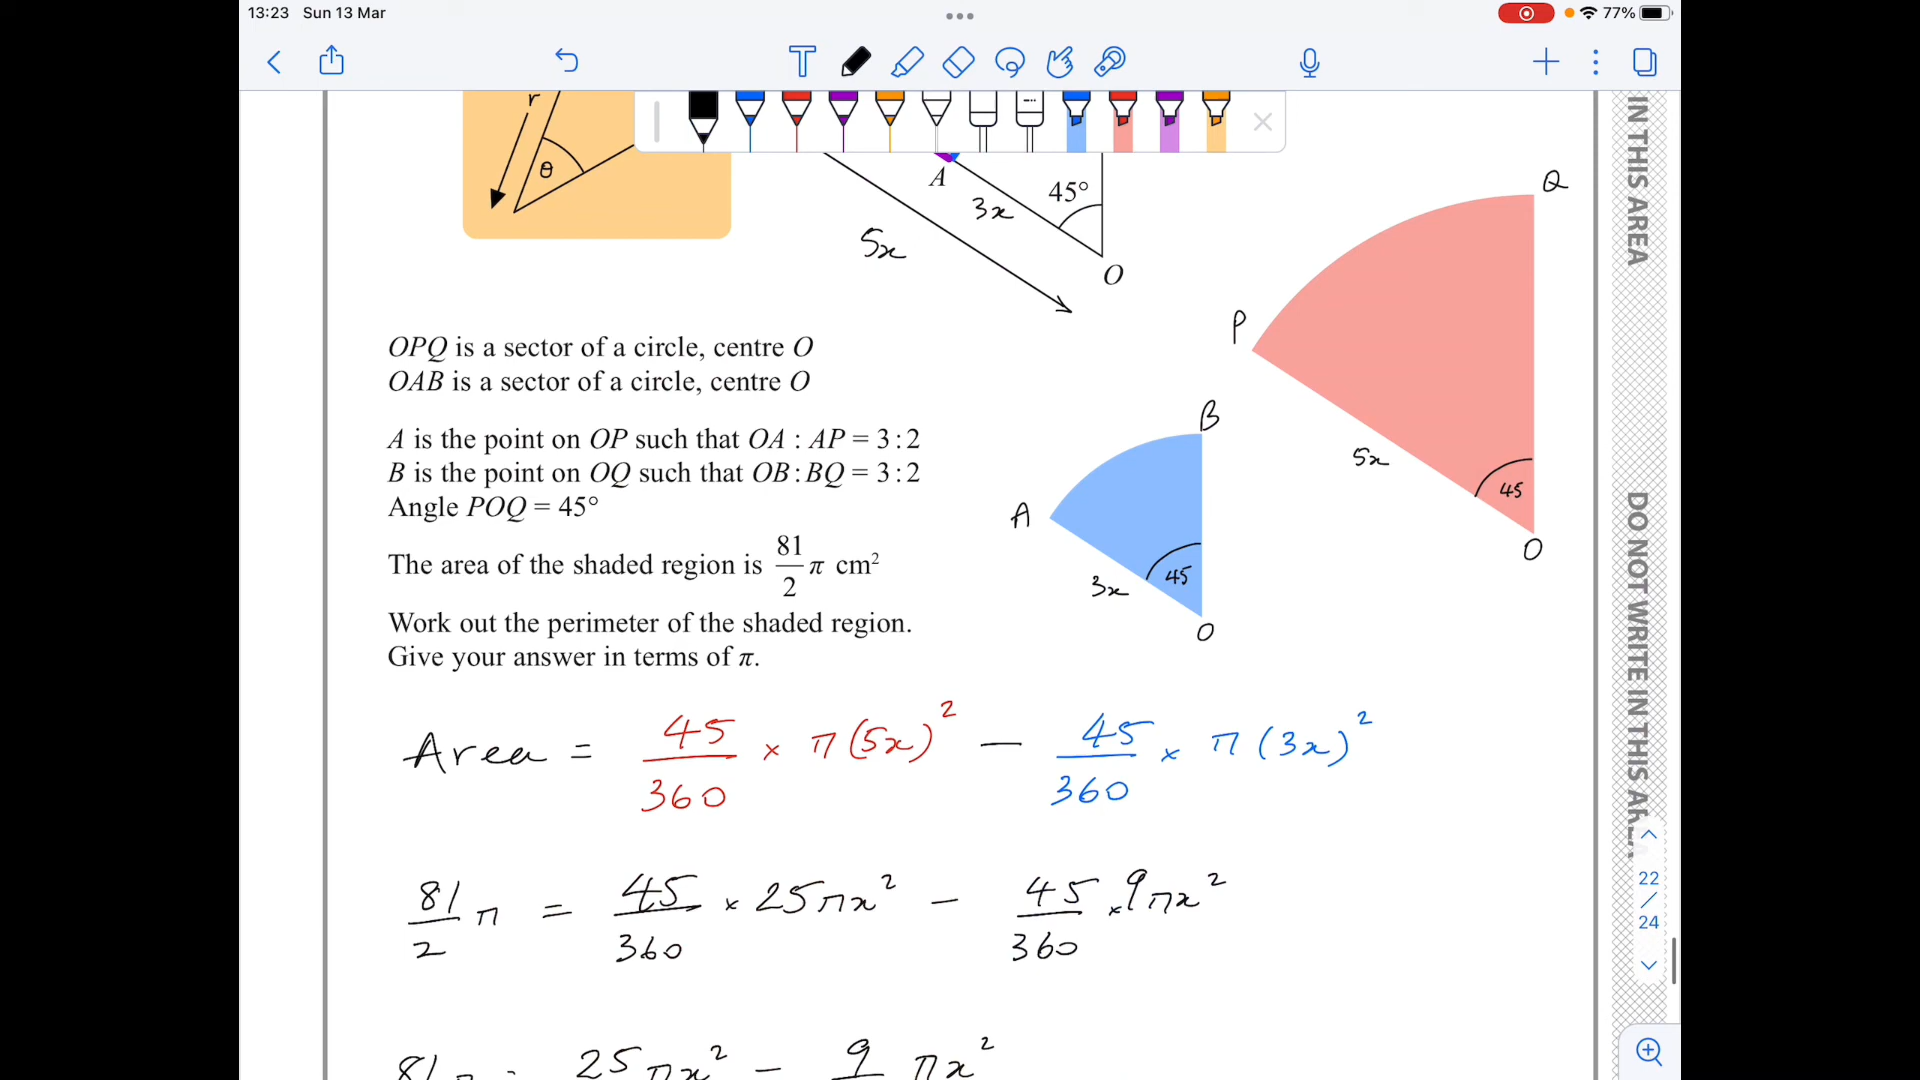 13:23 Sun 13 Mar
77%
r
θ
A
45°
3x
5x
O
Q
P
5x
45
O
OPQ is a sector of a circle, centre O
OAB is a sector of a circle, centre O
A is the point on OP such that OA : AP = 3 : 2
B is the point on OQ such that OB : BQ = 3 : 2
Angle POQ = 45°
The area of the shaded region is 81/2 π cm²
Work out the perimeter of the shaded region.
Give your answer in terms of π.
B
A
45
3x
O
Area = 45/360 × π(5x)² − 45/360 × π(3x)²
81/2 π = 45/360 × 25πx² − 45/360 × 9πx²
25 πx² − 9 πx²
IN THIS AREA
DO NOT WRITE IN THIS AREA
22
/
24